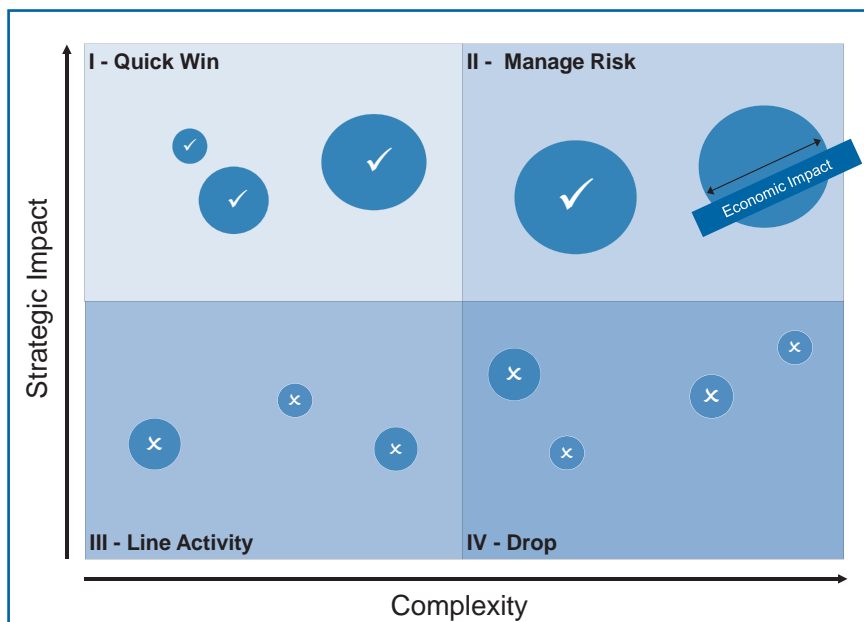 I - Quick Win
II - Manage Risk
Economic Impact
Strategic Impact
III - Line Activity
IV - Drop
Complexity